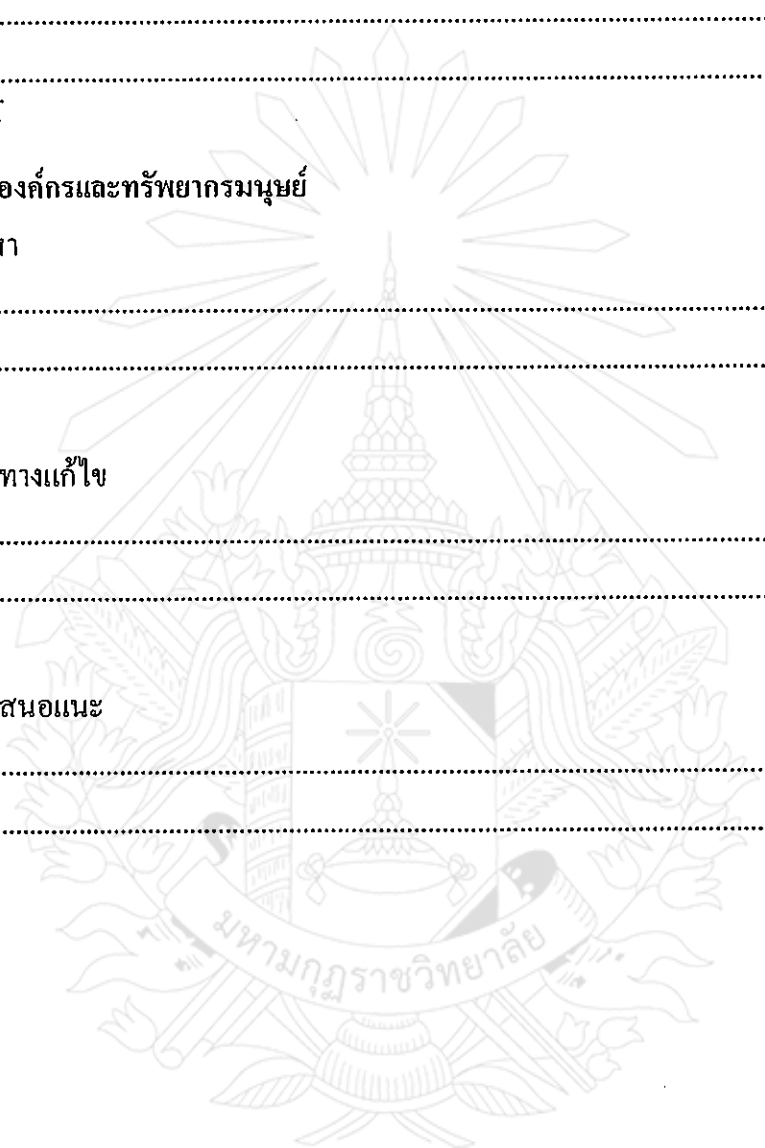 องค์กรและทรัพยากรมนุษย์
หา
ทางแก้ไข
สนอแนะ
มหามกุฏราชวิทยาลัย